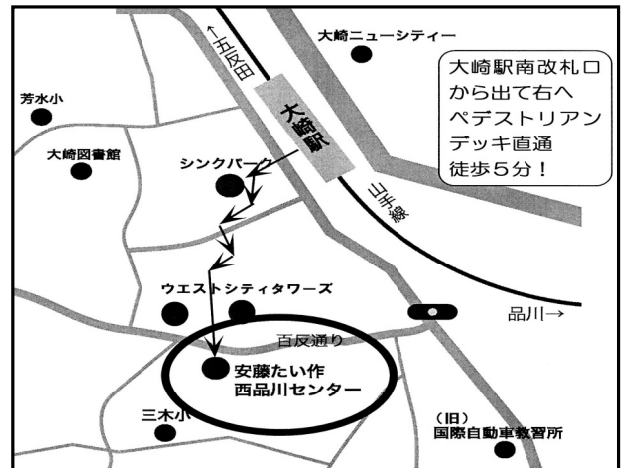 ←五反田
大崎ニューシティー
大崎駅南改札口
から出て右へ
ペデストリアン
デッキ直通
徒歩5分！
芳水小
大崎駅
大崎図書館
シンクパーク
山手線
ウエストシティタワーズ
品川→
百反通り
安藤たい作
西品川センター
三木小
（旧）
国際自動車教習所